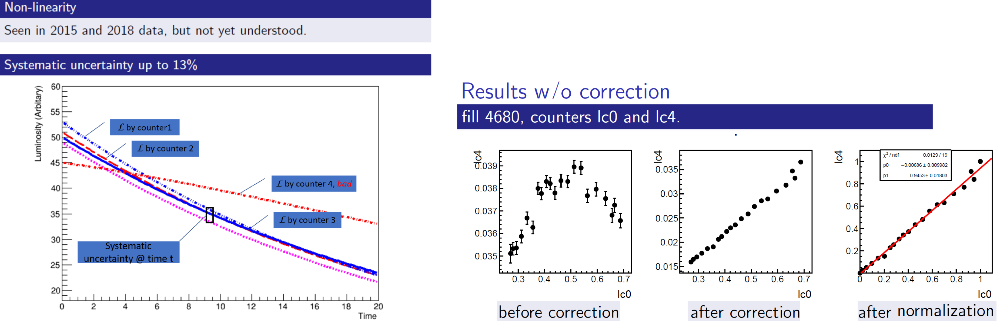 Non-linearity
Seen in 2015 and 2018 data, but not yet understood.
Systematic uncertainty up to 13%
Luminosity (Arbitary)
60
55
50
45
40
35
30
25
20
ℒ by counter1
ℒ by counter 2
ℒ by counter 4, bad
ℒ by counter 3
Systematic
uncertainty @ time t
0 2 4 6 8 10 12 14 16 18 20
Time
Results w/o correction
fill 4680, counters lc0 and lc4.
lc4
0.039
0.038
0.037
0.036
0.035
0.3 0.4 0.5 0.6 0.7
lc0
before correction
lc4
0.035
0.03
0.025
0.02
0.015
0.3 0.4 0.5 0.6 0.7
lc0
after correction
lc4
χ² / ndf 0.0129 / 19
p0 −0.00686 ± 0.009982
p1 0.9453 ± 0.01803
1
0.8
0.6
0.4
0.2
0 0.2 0.4 0.6 0.8 1
lc0
after normalization